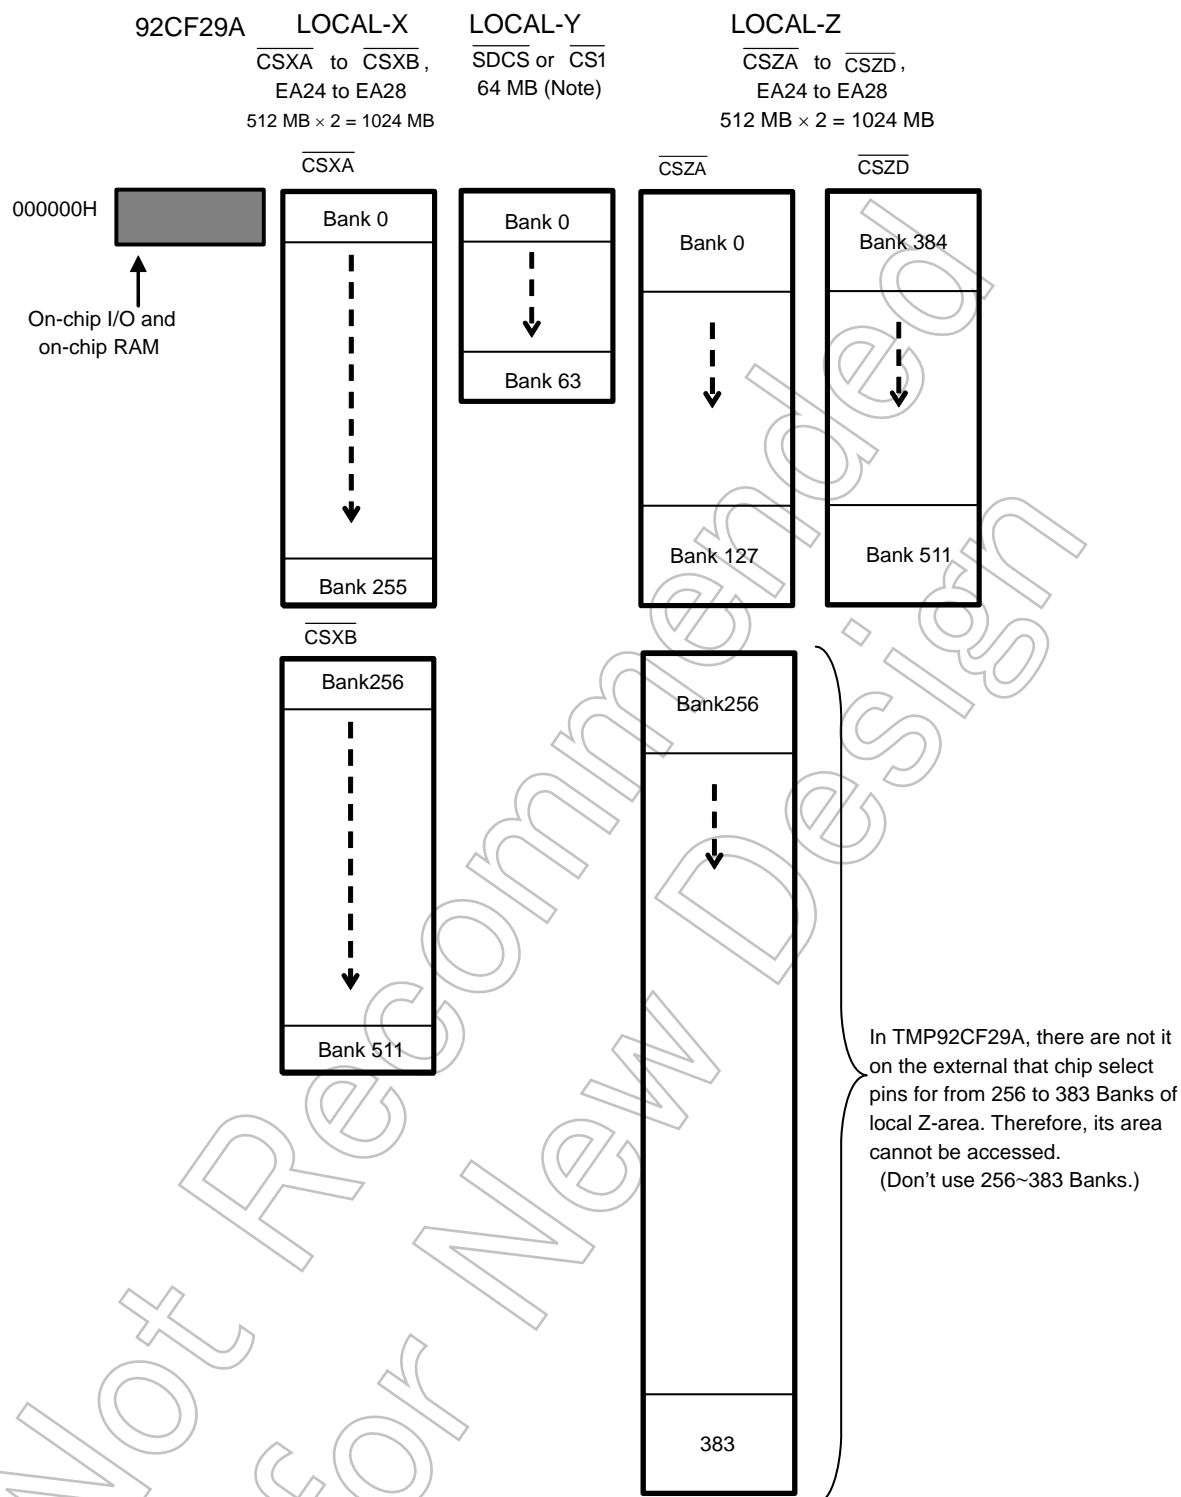 92CF29A
LOCAL-X
CSXA to CSXB,
EA24 to EA28
512 MB × 2 = 1024 MB
LOCAL-Y
SDCS or CS1
64 MB (Note)
LOCAL-Z
CSZA to CSZD,
EA24 to EA28
512 MB × 2 = 1024 MB
CSXA
CSZA
CSZD
000000H
Bank 0
Bank 0
Bank 0
Bank 384
On-chip I/O and
on-chip RAM
Bank 63
Bank 255
Bank 127
Bank 511
CSXB
Bank256
Bank256
Bank 511
In TMP92CF29A, there are not it
on the external that chip select
pins for from 256 to 383 Banks of
local Z-area. Therefore, its area
cannot be accessed.
(Don't use 256~383 Banks.)
383
Not Recommended
for New Design